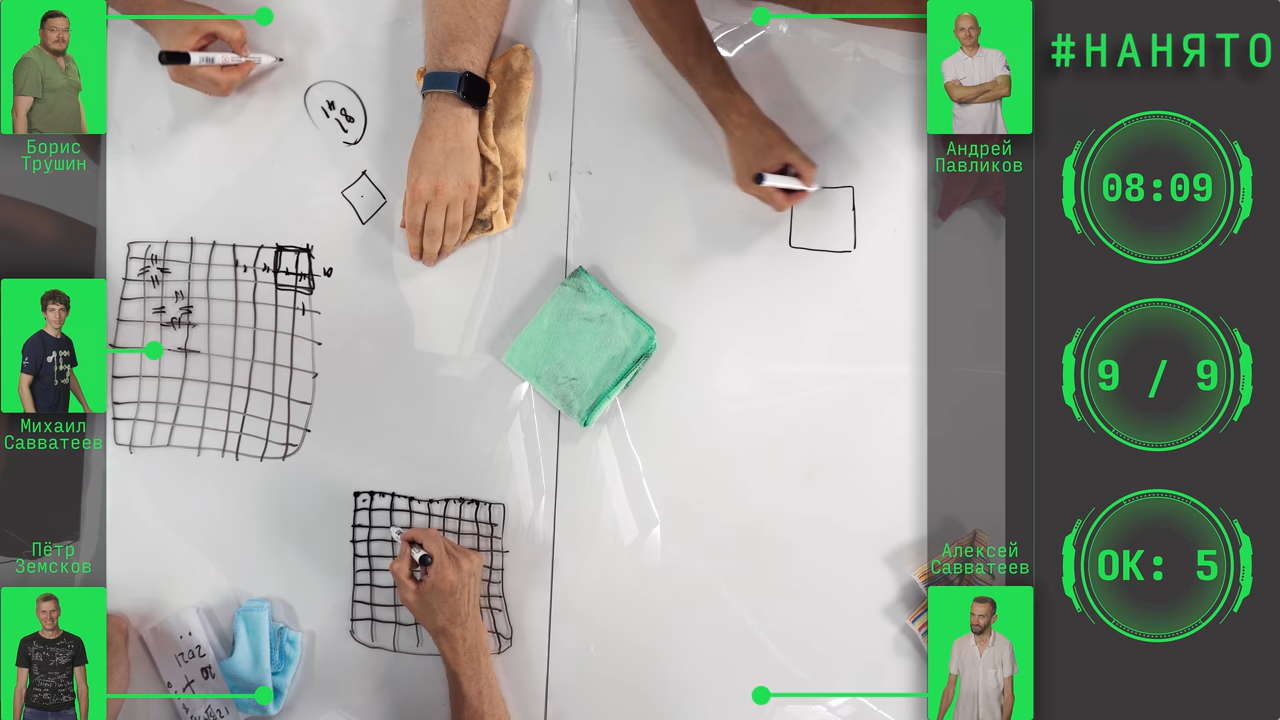 #НАНЯТО
Борис
Трушин
Андрей
Павликов
08:09
Михаил
Савватеев
9 / 9
Пётр
Земсков
Алексей
Савватеев
OK: 5